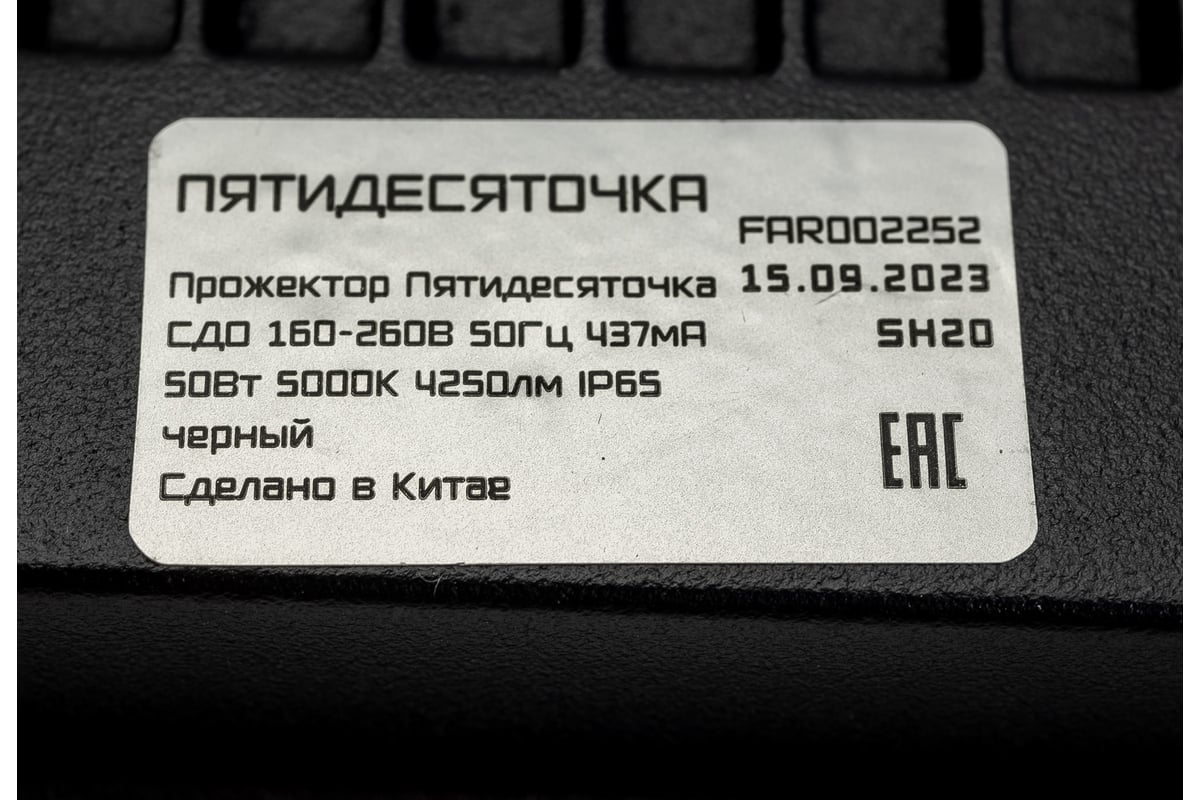 ПЯТИДЕСЯТОЧКА
FAR002252
Прожектор Пятидесяточка 15.09.2023
СДО 160-260В 50Гц 437мА SH20
50Вт 5000К 4250лм IP65
черный
Сделано в Китае
EAC